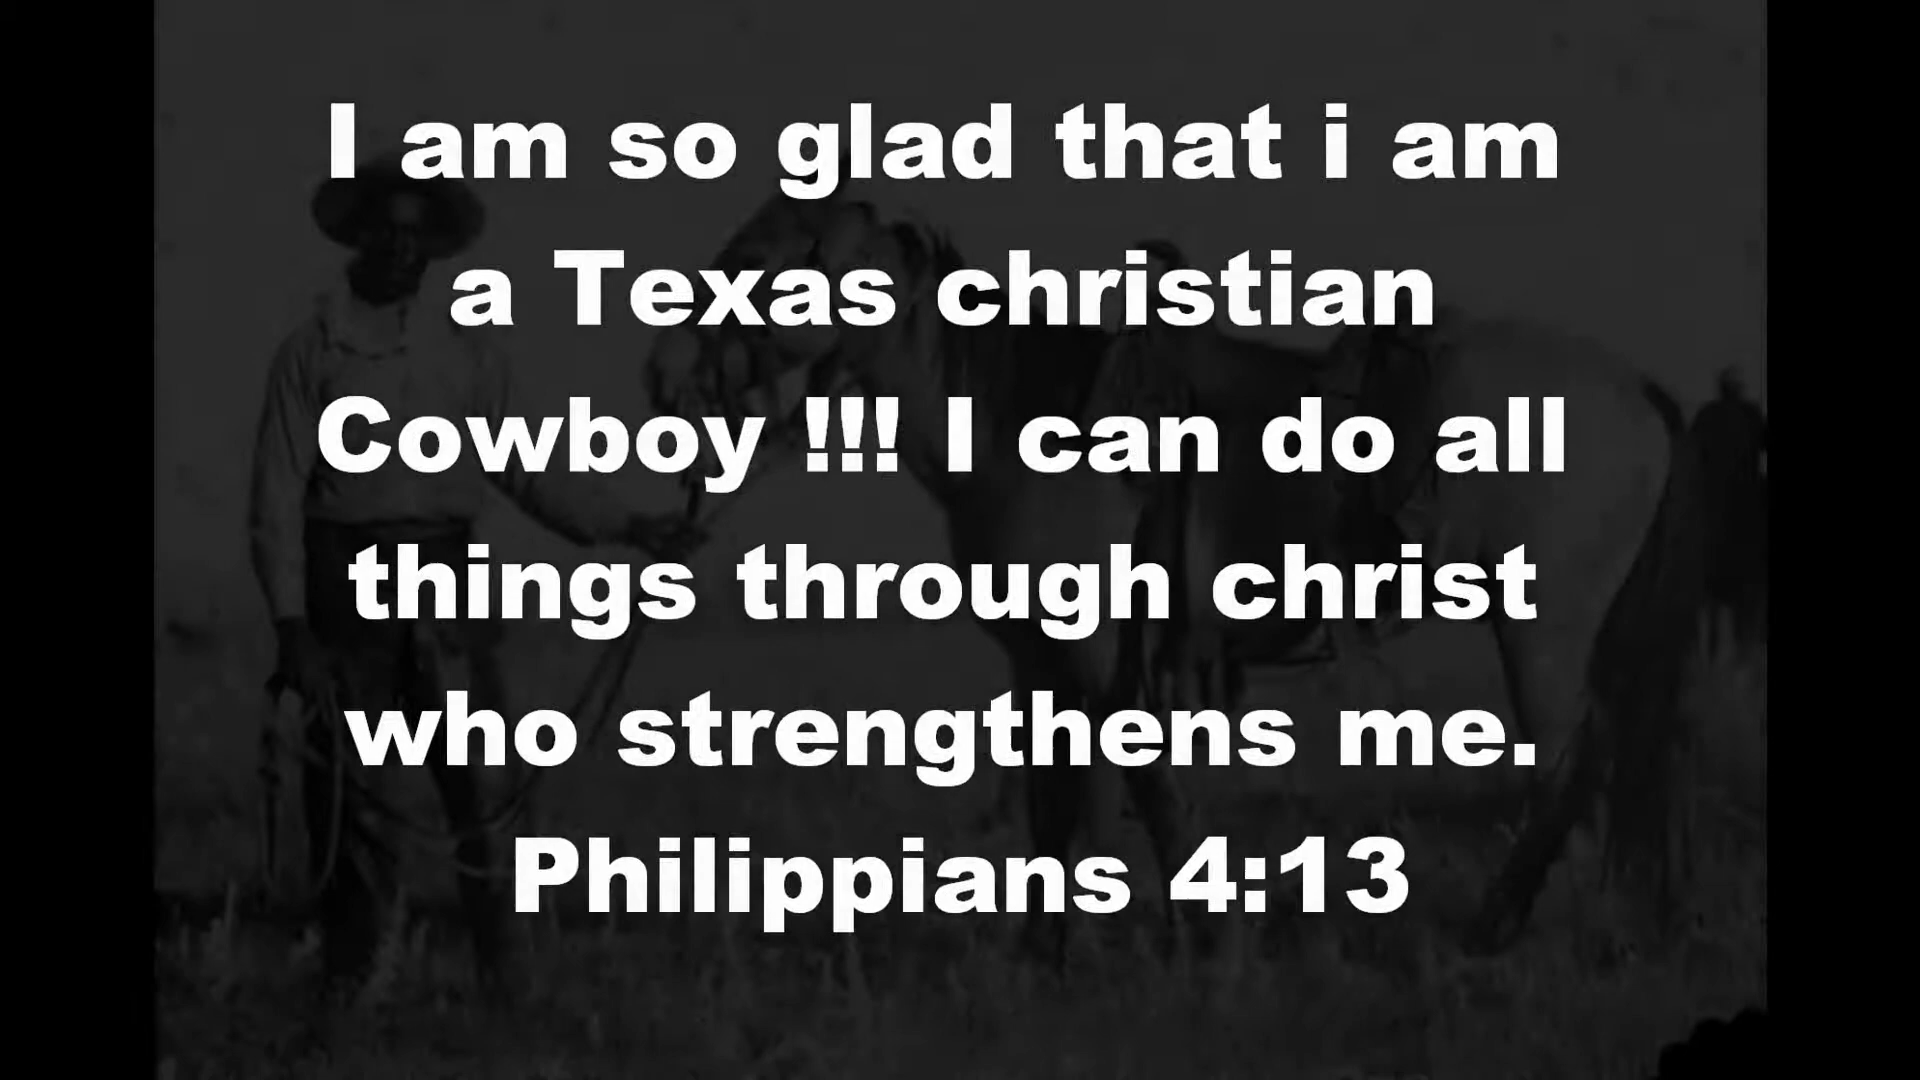 I am so glad that i am
a Texas christian
Cowboy !!! I can do all
things through christ
who strengthens me.
Philippians 4:13